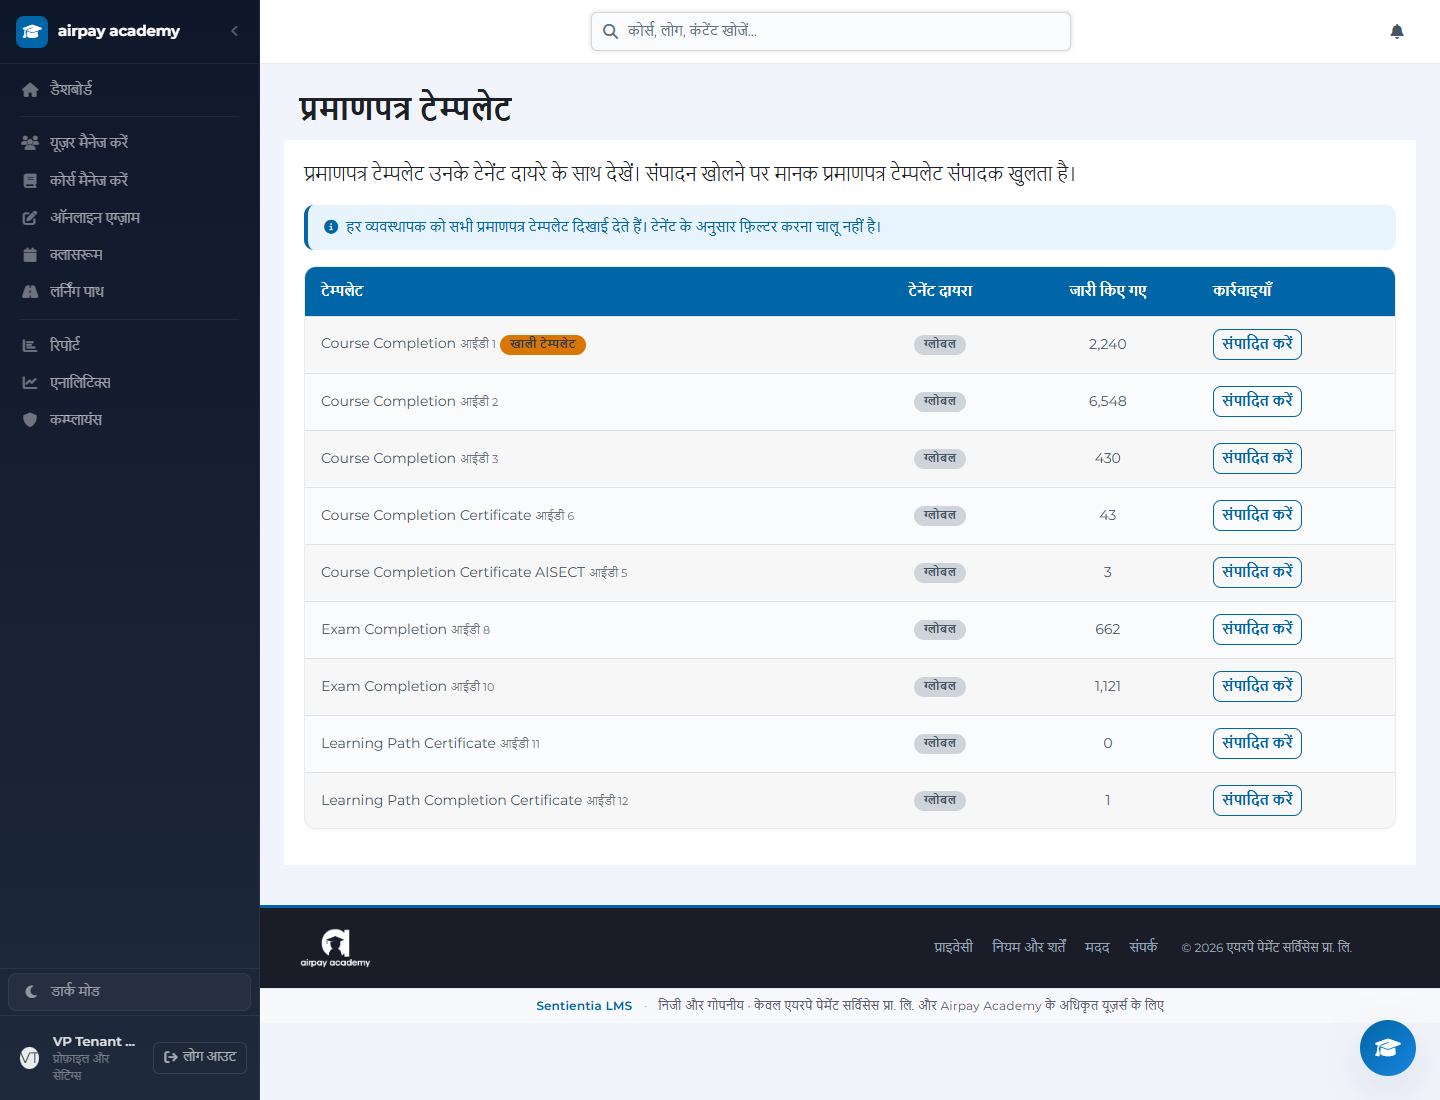 airpay academy
कोर्स, लोग, कंटेंट खोजें...
डैशबोर्ड
यूज़र मैनेज करें
कोर्स मैनेज करें
ऑनलाइन एग्ज़ाम
क्लासरूम
लर्निंग पाथ
रिपोर्ट
एनालिटिक्स
कम्प्लायंस
डार्क मोड
VT
VP Tenant ...
प्रोफ़ाइल और
सेटिंग्स
लोग आउट
प्रमाणपत्र टेम्पलेट
प्रमाणपत्र टेम्पलेट उनके टेनेंट दायरे के साथ देखें। संपादन खोलने पर मानक प्रमाणपत्र टेम्पलेट संपादक खुलता है।
हर व्यवस्थापक को सभी प्रमाणपत्र टेम्पलेट दिखाई देते हैं। टेनेंट के अनुसार फ़िल्टर करना चालू नहीं है।
टेम्पलेट टेनेंट दायरा जारी किए गए कार्रवाइयाँ
Course Completion आईडी 1 खाली टेम्पलेट ग्लोबल 2,240 संपादित करें
Course Completion आईडी 2 ग्लोबल 6,548 संपादित करें
Course Completion आईडी 3 ग्लोबल 430 संपादित करें
Course Completion Certificate आईडी 6 ग्लोबल 43 संपादित करें
Course Completion Certificate AISECT आईडी 5 ग्लोबल 3 संपादित करें
Exam Completion आईडी 8 ग्लोबल 662 संपादित करें
Exam Completion आईडी 10 ग्लोबल 1,121 संपादित करें
Learning Path Certificate आईडी 11 ग्लोबल 0 संपादित करें
Learning Path Completion Certificate आईडी 12 ग्लोबल 1 संपादित करें
airpay academy
प्राइवेसी नियम और शर्तें मदद संपर्क © 2026 एयरपे पेमेंट सर्विसेस प्रा. लि.
Sentientia LMS · निजी और गोपनीय · केवल एयरपे पेमेंट सर्विसेस प्रा. लि. और Airpay Academy के अधिकृत यूज़र्स के लिए